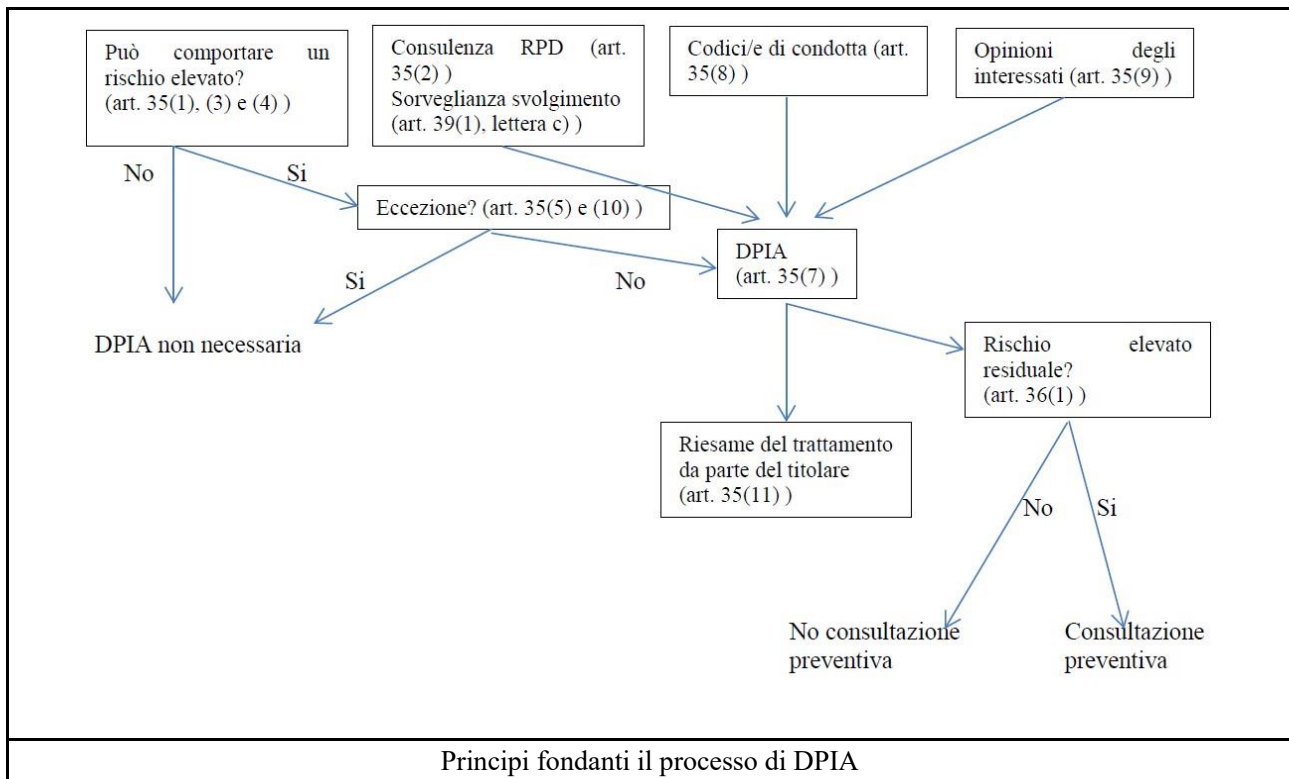 Può comportare un
rischio elevato?
(art. 35(1), (3) e (4) )
Consulenza RPD (art.
35(2) )
Sorveglianza svolgimento
(art. 39(1), lettera c) )
Codici/e di condotta (art.
35(8) )
Opinioni degli
interessati (art. 35(9) )
No
Si
Eccezione? (art. 35(5) e (10) )
DPIA
(art. 35(7) )
Si
No
DPIA non necessaria
Rischio elevato
residuale?
(art. 36(1) )
Riesame del trattamento
da parte del titolare
(art. 35(11) )
No
Si
No consultazione
preventiva
Consultazione
preventiva
Principi fondanti il processo di DPIA